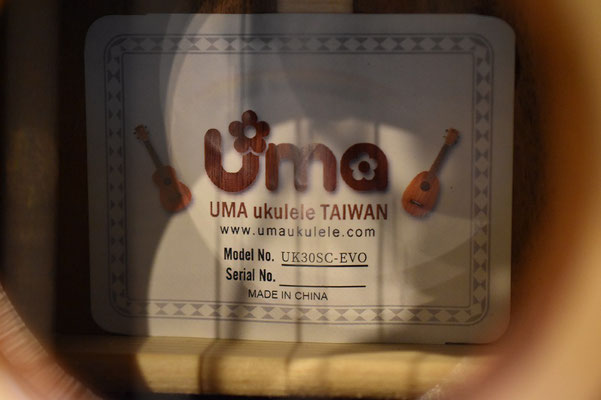 Uma
UMA ukulele TAIWAN
www.umaukulele.com
Model No. UK30SC-EVO
Serial No.
MADE IN CHINA